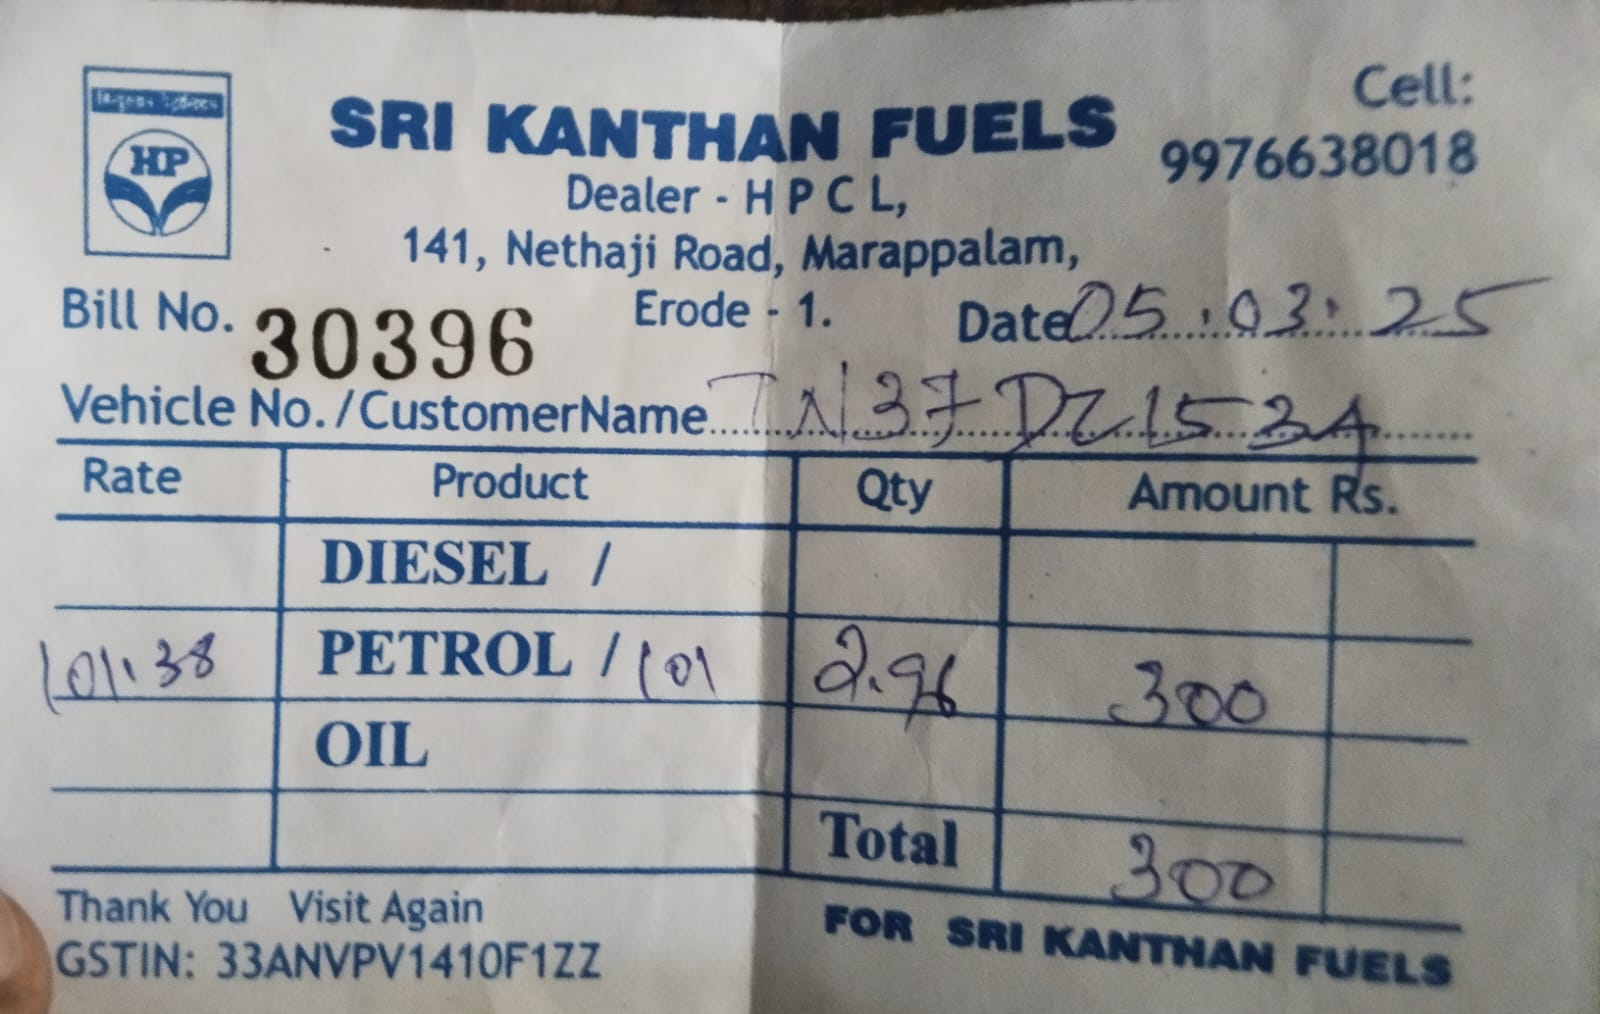 हिन्दुस्तान पेट्रोलियम
HP
SRI KANTHAN FUELS
Cell:
9976638018
Dealer - H P C L,
141, Nethaji Road, Marappalam,
Erode - 1.
Bill No. 30396
Date 05.03.25
Vehicle No./CustomerName TN37DZ1534
Rate Product Qty Amount Rs.
DIESEL /
101.38 PETROL / 101 2.96 300
OIL
Total 300
Thank You Visit Again
GSTIN: 33ANVPV1410F1ZZ
FOR SRI KANTHAN FUELS